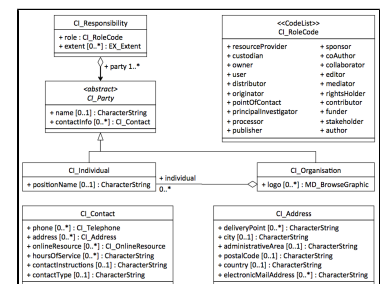 CI_Responsibility
+ role : CI_RoleCode
+ extent [0..*] : EX_Extent
+ party 1..*
<abstract>
CI_Party
+ name [0..1] : CharacterString
+ contactInfo [0..*] : CI_Contact
<<CodeList>>
CI_RoleCode
+ resourceProvider
+ custodian
+ owner
+ user
+ distributor
+ originator
+ pointOfContact
+ principalInvestigator
+ processor
+ publisher
+ sponsor
+ coAuthor
+ collaborator
+ editor
+ mediator
+ rightsHolder
+ contributor
+ funder
+ stakeholder
+ author
CI_Individual
+ positionName [0..1] : CharacterString
+ individual
0..*
CI_Organisation
+ logo [0..*] : MD_BrowseGraphic
CI_Contact
+ phone [0..*] : CI_Telephone
+ address [0..*] : CI_Address
+ onlineResource [0..*] : CI_OnlineResource
+ hoursOfService [0..*] : CharacterString
+ contactInstructions [0..1] : CharacterString
+ contactType [0..1] : CharacterString
CI_Address
+ deliveryPoint [0..*] : CharacterString
+ city [0..1] : CharacterString
+ administrativeArea [0..1] : CharacterString
+ postalCode [0..1] : CharacterString
+ country [0..1] : CharacterString
+ electronicMailAddress [0..*] : CharacterString